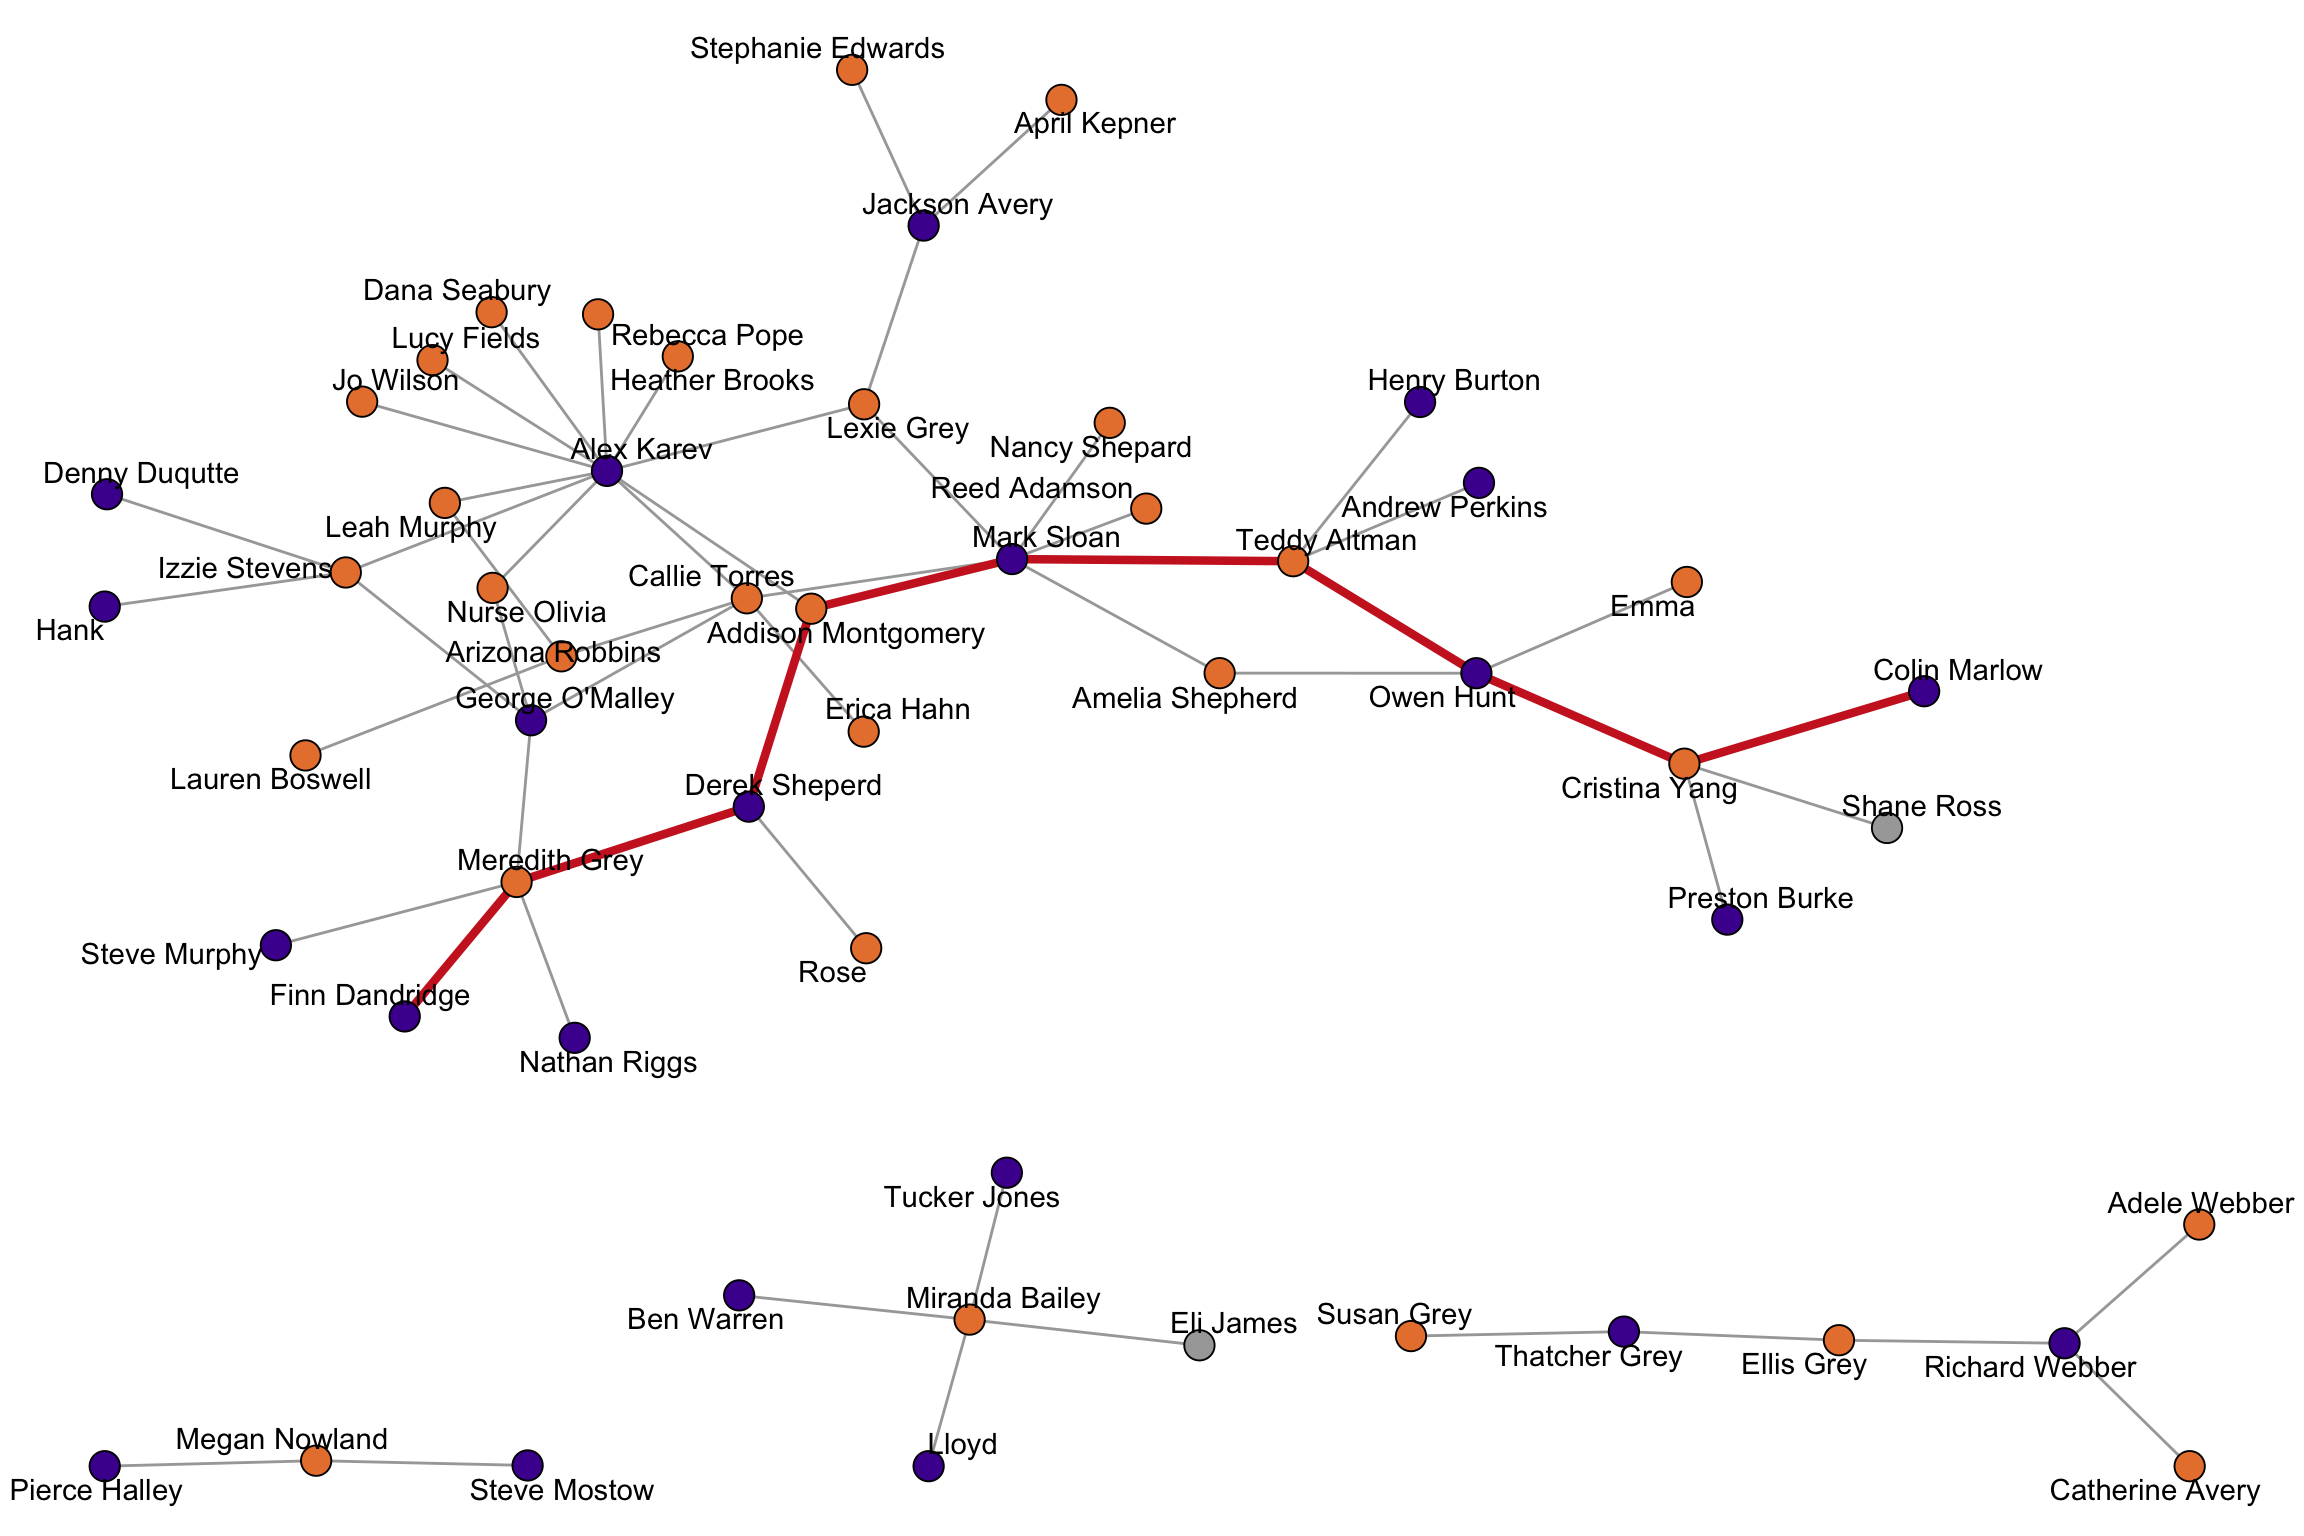 Stephanie Edwards
April Kepner
Jackson Avery
Dana Seabury
Lucy Fields
Rebecca Pope
Jo Wilson
Heather Brooks
Henry Burton
Lexie Grey
Alex Karev
Nancy Shepard
Denny Duqutte
Reed Adamson
Andrew Perkins
Leah Murphy
Mark Sloan
Teddy Altman
Izzie Stevens
Callie Torres
Emma
Nurse Olivia
Hank
Addison Montgomery
Arizona Robbins
Colin Marlow
George O'Malley
Amelia Shepherd
Owen Hunt
Erica Hahn
Lauren Boswell
Derek Sheperd
Cristina Yang
Shane Ross
Meredith Grey
Preston Burke
Steve Murphy
Rose
Finn Dandridge
Nathan Riggs
Tucker Jones
Adele Webber
Miranda Bailey
Ben Warren
Eli James
Susan Grey
Thatcher Grey
Ellis Grey
Richard Webber
Megan Nowland
Lloyd
Pierce Halley
Steve Mostow
Catherine Avery